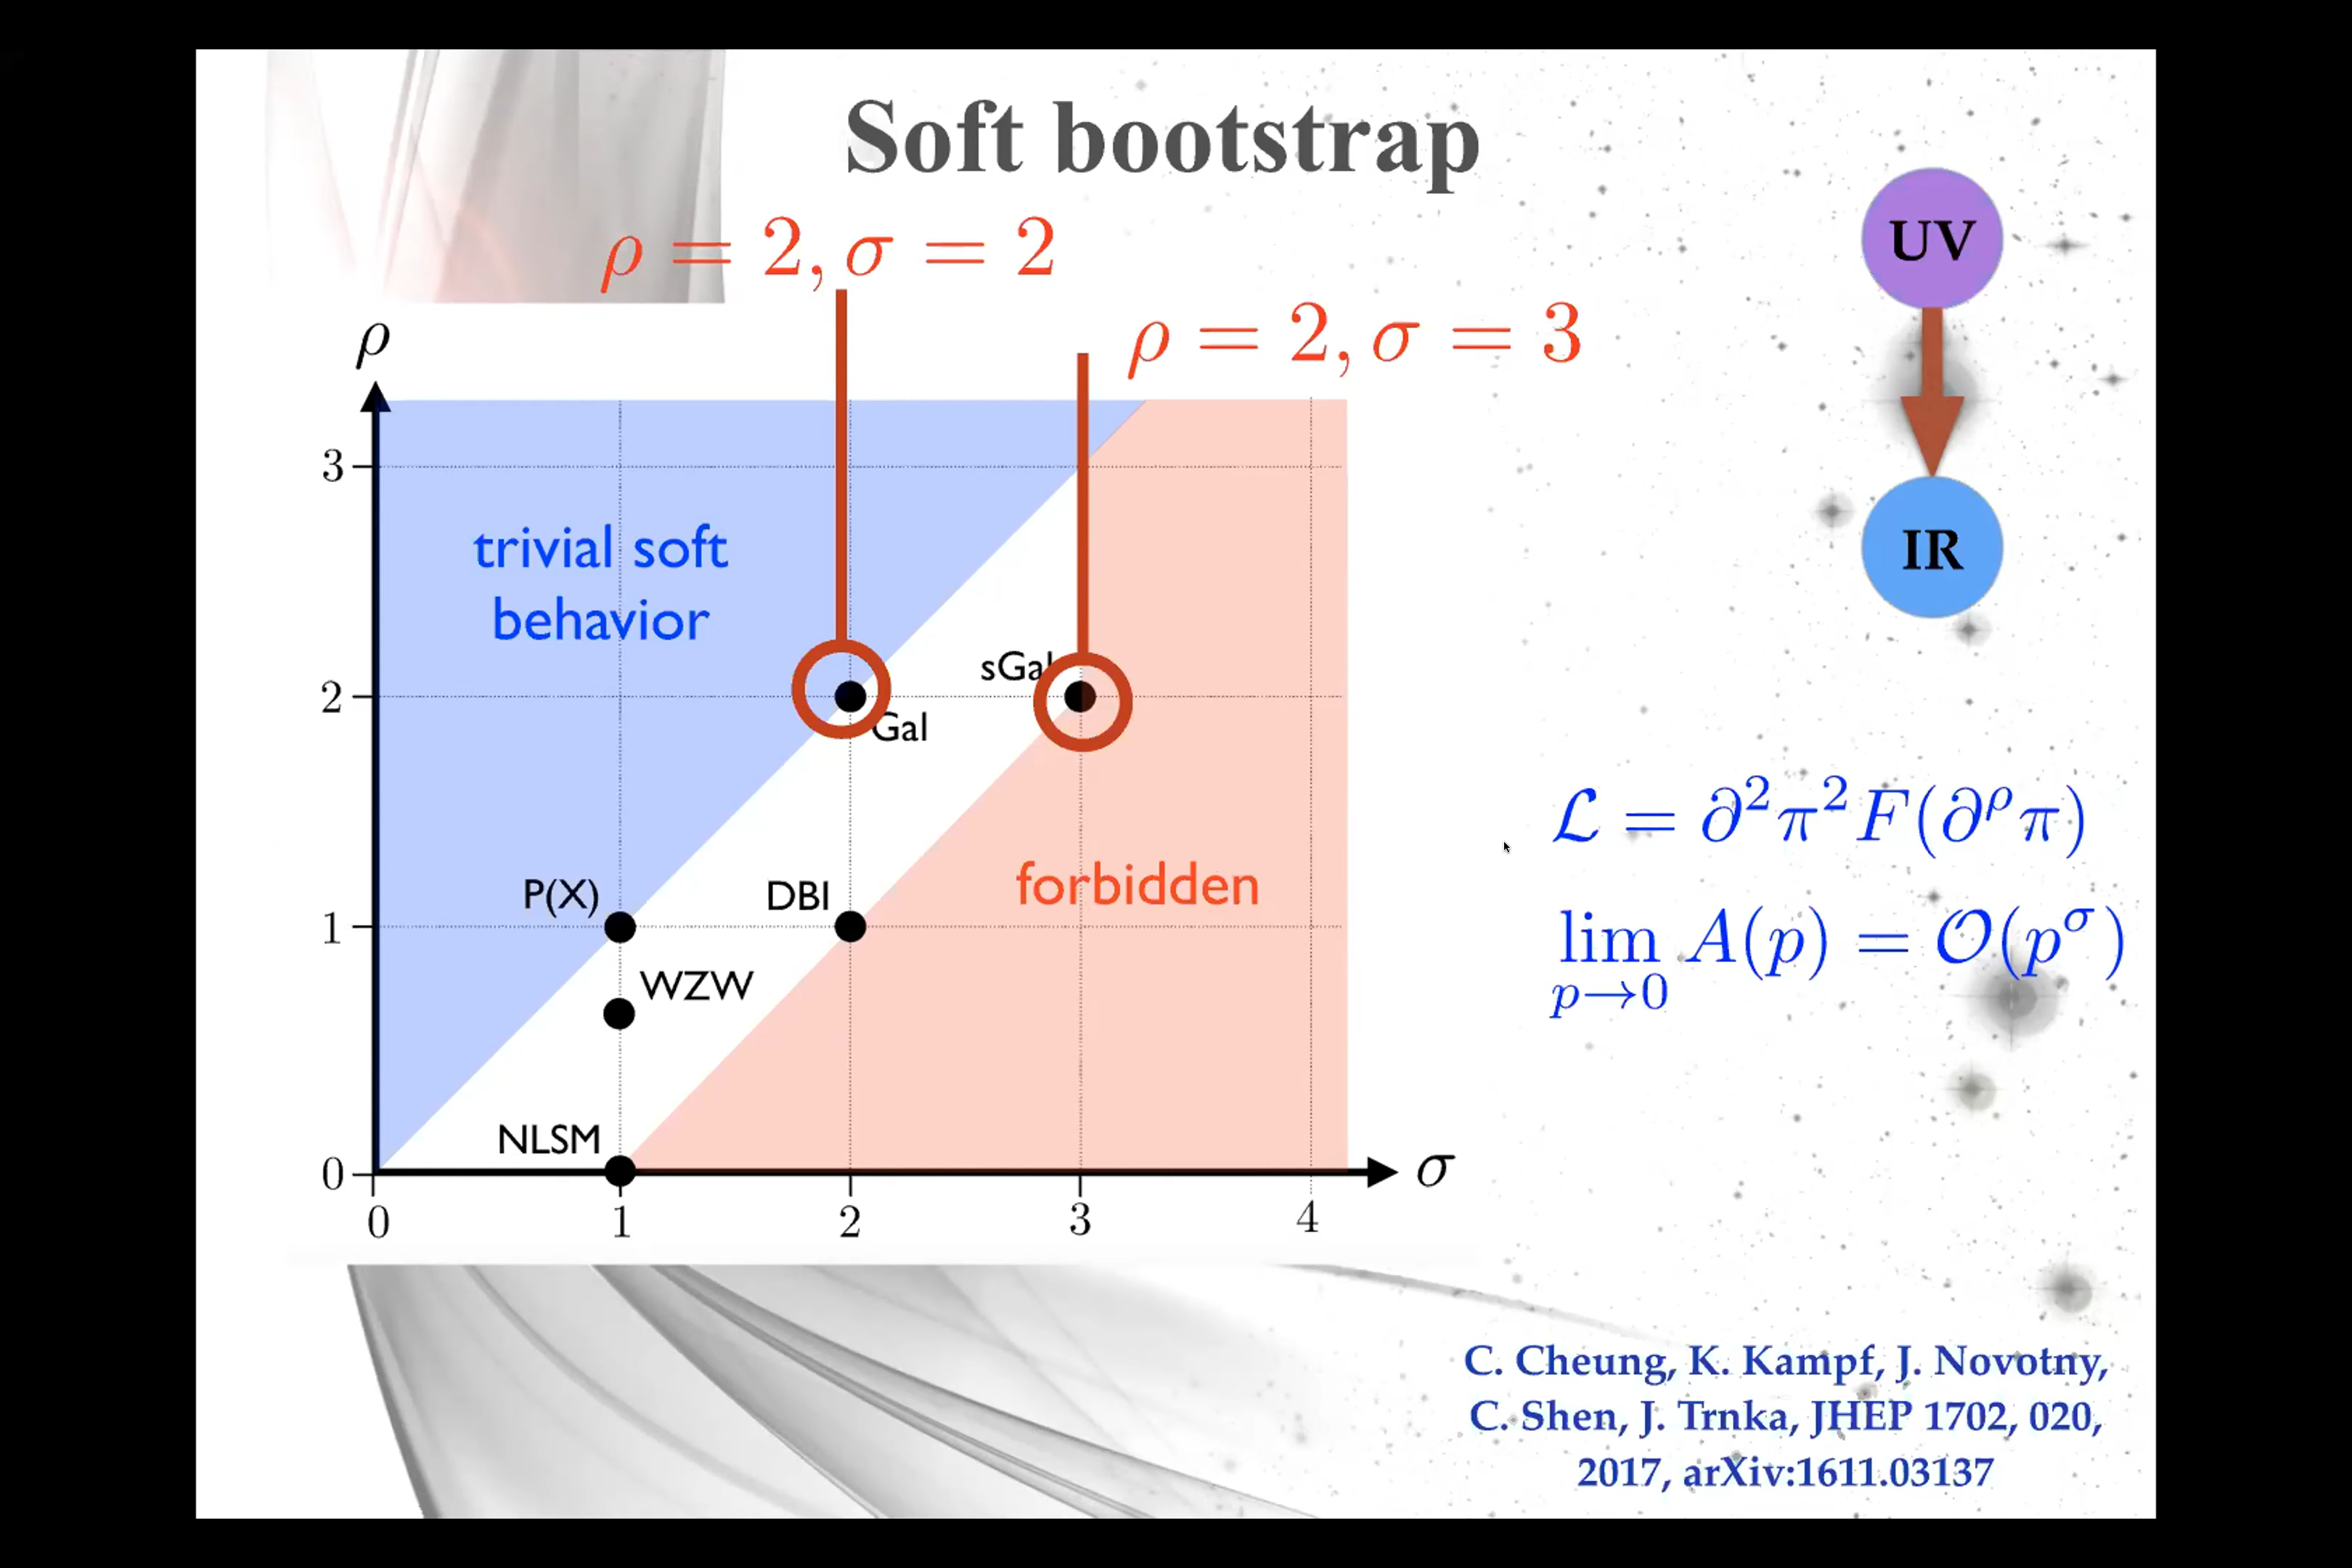 Soft bootstrap
ρ = 2, σ = 2
ρ = 2, σ = 3
UV
IR
ρ
3
2
1
0
trivial soft
behavior
sGal
Gal
P(X)
DBI
WZW
NLSM
forbidden
σ
0 1 2 3 4
ℒ = ∂²π²F(∂^ρ π)
lim A(p) = 𝒪(p^σ)
p→0
C. Cheung, K. Kampf, J. Novotny,
C. Shen, J. Trnka, JHEP 1702, 020,
2017, arXiv:1611.03137